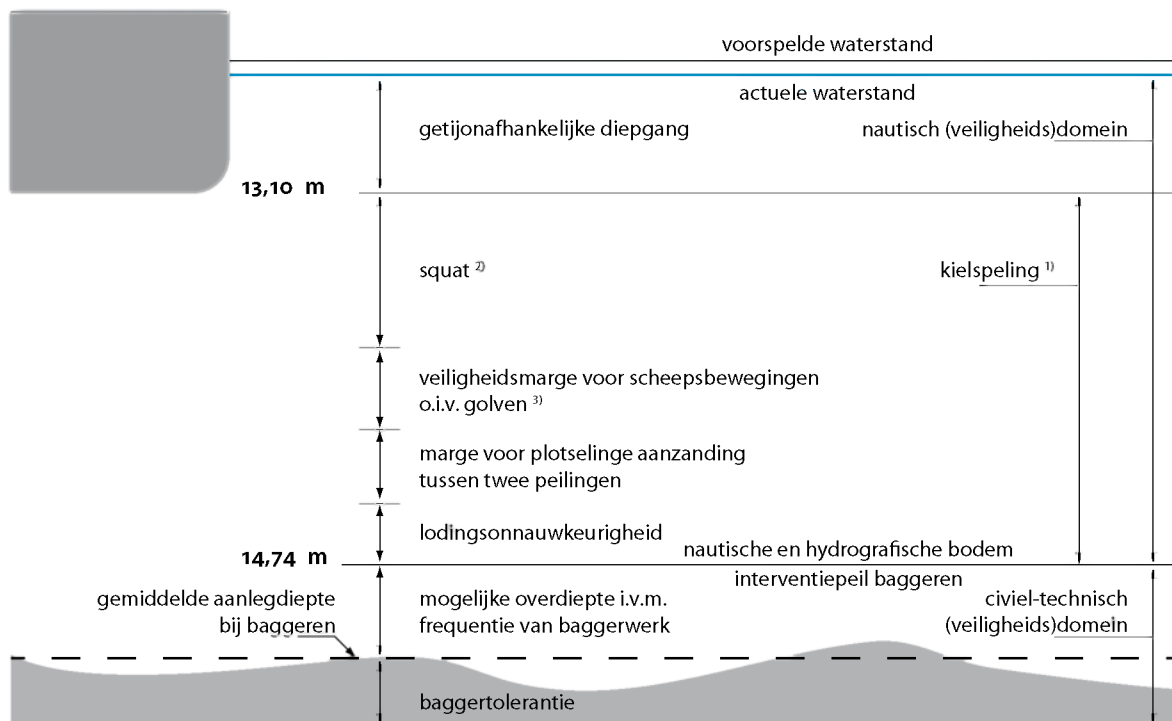 voorspelde waterstand
actuele waterstand
getijonafhankelijke diepgang
nautisch (veiligheids)domein
13,10 m
squat 2)
kielspeling 1)
veiligheidsmarge voor scheepsbewegingen
o.i.v. golven 3)
marge voor plotselinge aanzanding
tussen twee peilingen
lodingsonnauwkeurigheid
14,74 m
nautische en hydrografische bodem
interventiepeil baggeren
gemiddelde aanlegdiepte
bij baggeren
mogelijke overdiepte i.v.m.
frequentie van baggerwerk
civiel-technisch
(veiligheids)domein
baggertolerantie